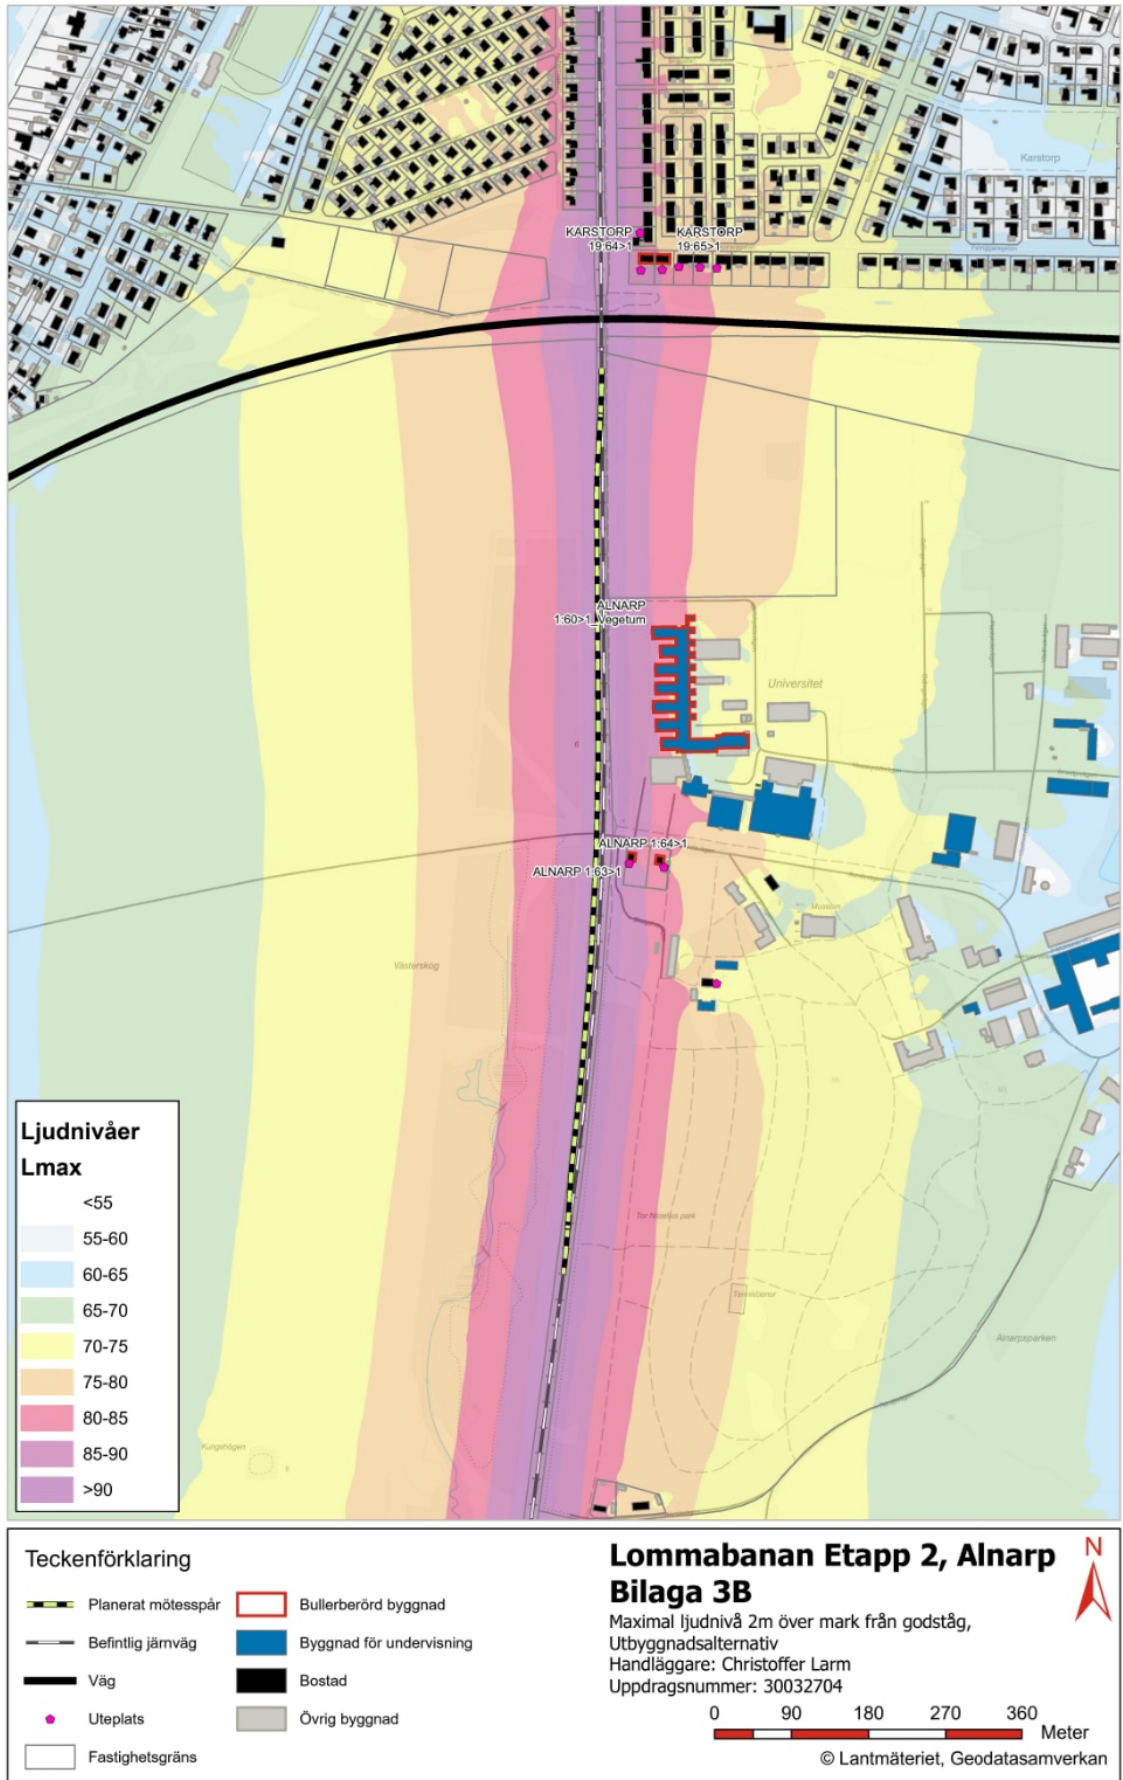 Karstorp
KARSTORP
19:64>1
KARSTORP
19:65>1
ALNARP
1:60>1_Vegetum
Universitet
ALNARP 1:64>1
ALNARP 1:63>1
Museum
Västerskog
Tor Nitzelius park
Tennisbanor
Alnarpsparken
Kungshögen
Ljudnivåer
Lmax
<55
55-60
60-65
65-70
70-75
75-80
80-85
85-90
>90
Teckenförklaring
Planerat mötesspår
Befintlig järnväg
Väg
Uteplats
Fastighetsgräns
Bullerberörd byggnad
Byggnad för undervisning
Bostad
Övrig byggnad
Lommabanan Etapp 2, Alnarp
Bilaga 3B
Maximal ljudnivå 2m över mark från godståg,
Utbyggnadsalternativ
Handläggare: Christoffer Larm
Uppdragsnummer: 30032704
N
0 90 180 270 360
Meter
© Lantmäteriet, Geodatasamverkan